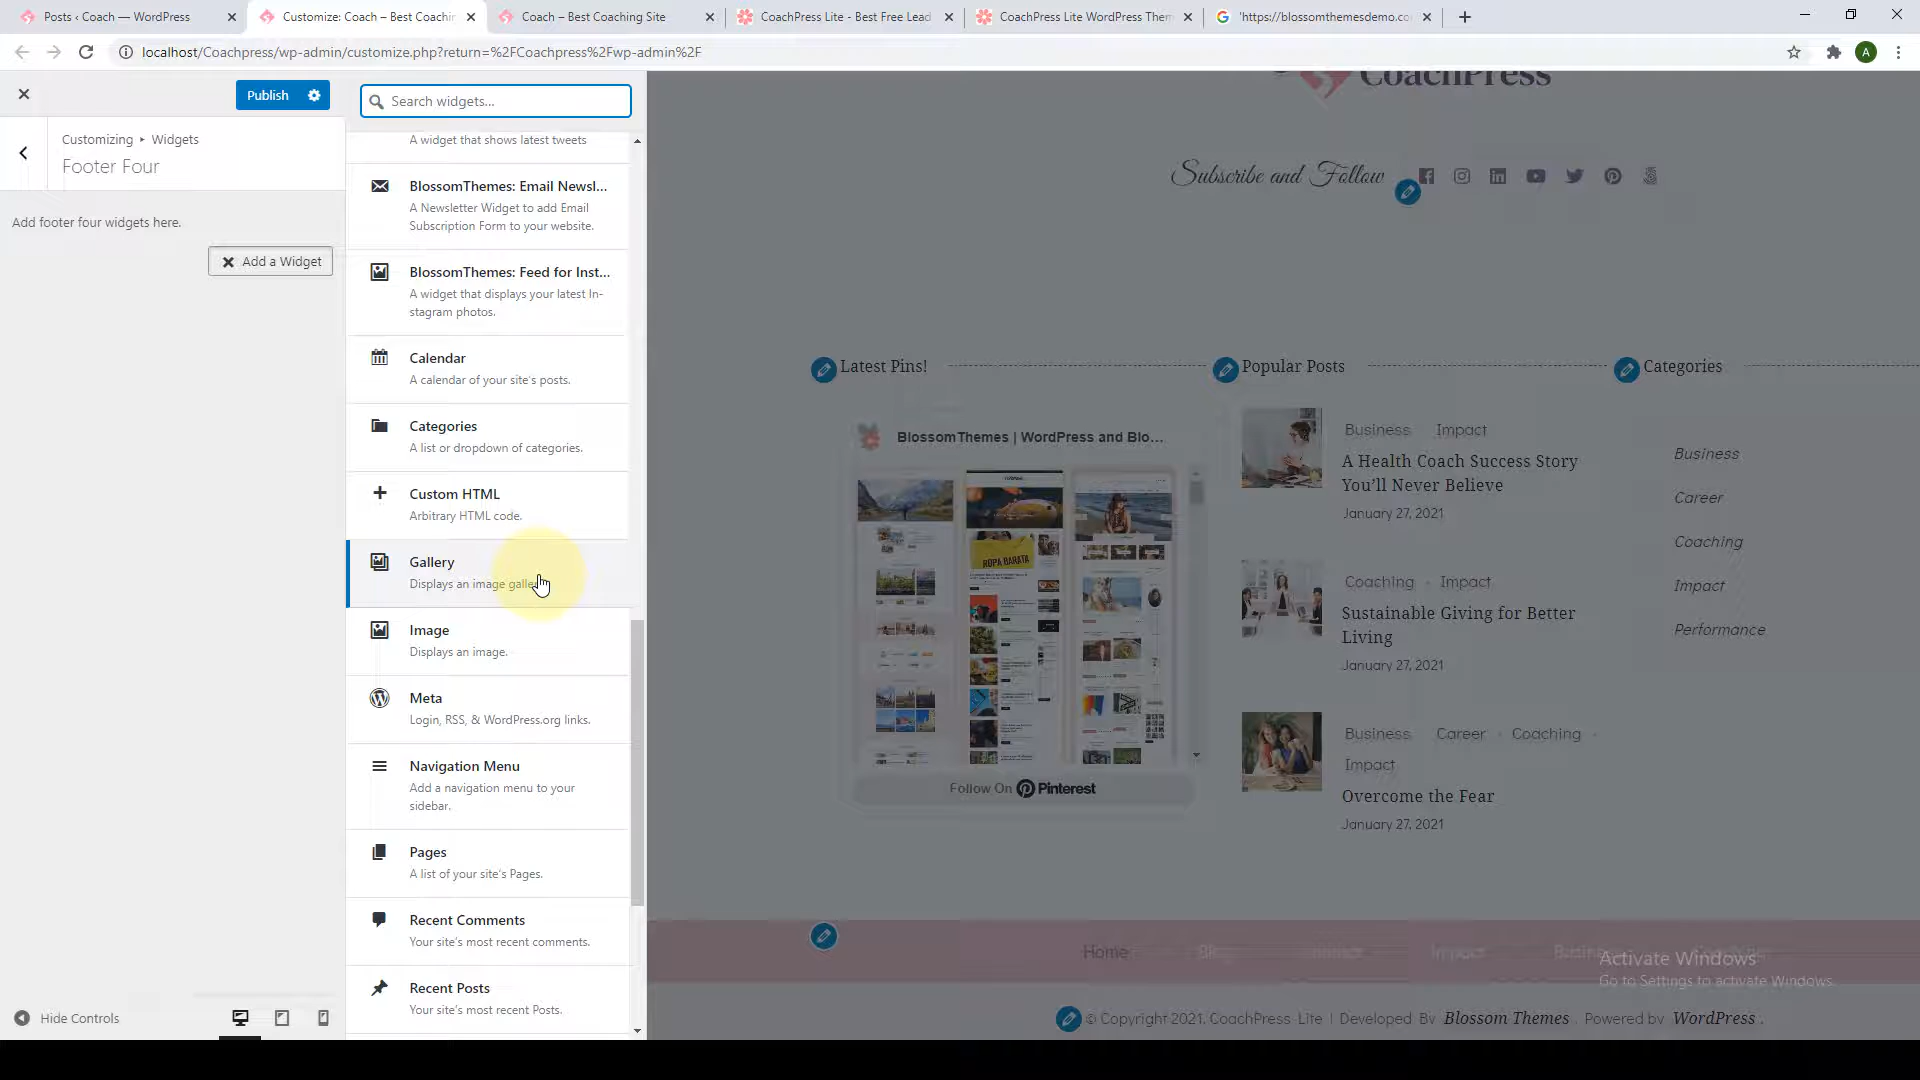 Posts ‹ Coach — WordPress
Customize: Coach – Best Coachin
Coach – Best Coaching Site
CoachPress Lite - Best Free Lead
CoachPress Lite WordPress Them
'https://blossomthemesdemo.co
localhost/Coachpress/wp-admin/customize.php?return=%2FCoachpress%2Fwp-admin%2F
A
Publish
Customizing ▸ Widgets
Footer Four
Add footer four widgets here.
Add a Widget
Hide Controls
Search widgets...
A widget that shows latest tweets
BlossomThemes: Email Newsl...
A Newsletter Widget to add Email
Subscription Form to your website.
BlossomThemes: Feed for Inst...
A widget that displays your latest In-
stagram photos.
Calendar
A calendar of your site's posts.
Categories
A list or dropdown of categories.
Custom HTML
Arbitrary HTML code.
Gallery
Displays an image galle
Image
Displays an image.
Meta
Login, RSS, & WordPress.org links.
Navigation Menu
Add a navigation menu to your
sidebar.
Pages
A list of your site's Pages.
Recent Comments
Your site's most recent comments.
Recent Posts
Your site's most recent Posts.
CoachPress
Subscribe and Follow
Latest Pins!
BlossomThemes | WordPress and Blo...
ROPA BARATA
Follow On Pinterest
Popular Posts
Business Impact
A Health Coach Success Story
You'll Never Believe
January 27, 2021
Coaching Impact
Sustainable Giving for Better
Living
January 27, 2021
Business Career Coaching
Impact
Overcome the Fear
January 27, 2021
Categories
Business
Career
Coaching
Impact
Performance
Home Blog Impact
Activate Windows
Go to Settings to activate Windows.
© Copyright 2021. CoachPress Lite | Developed By Blossom Themes . Powered by WordPress .